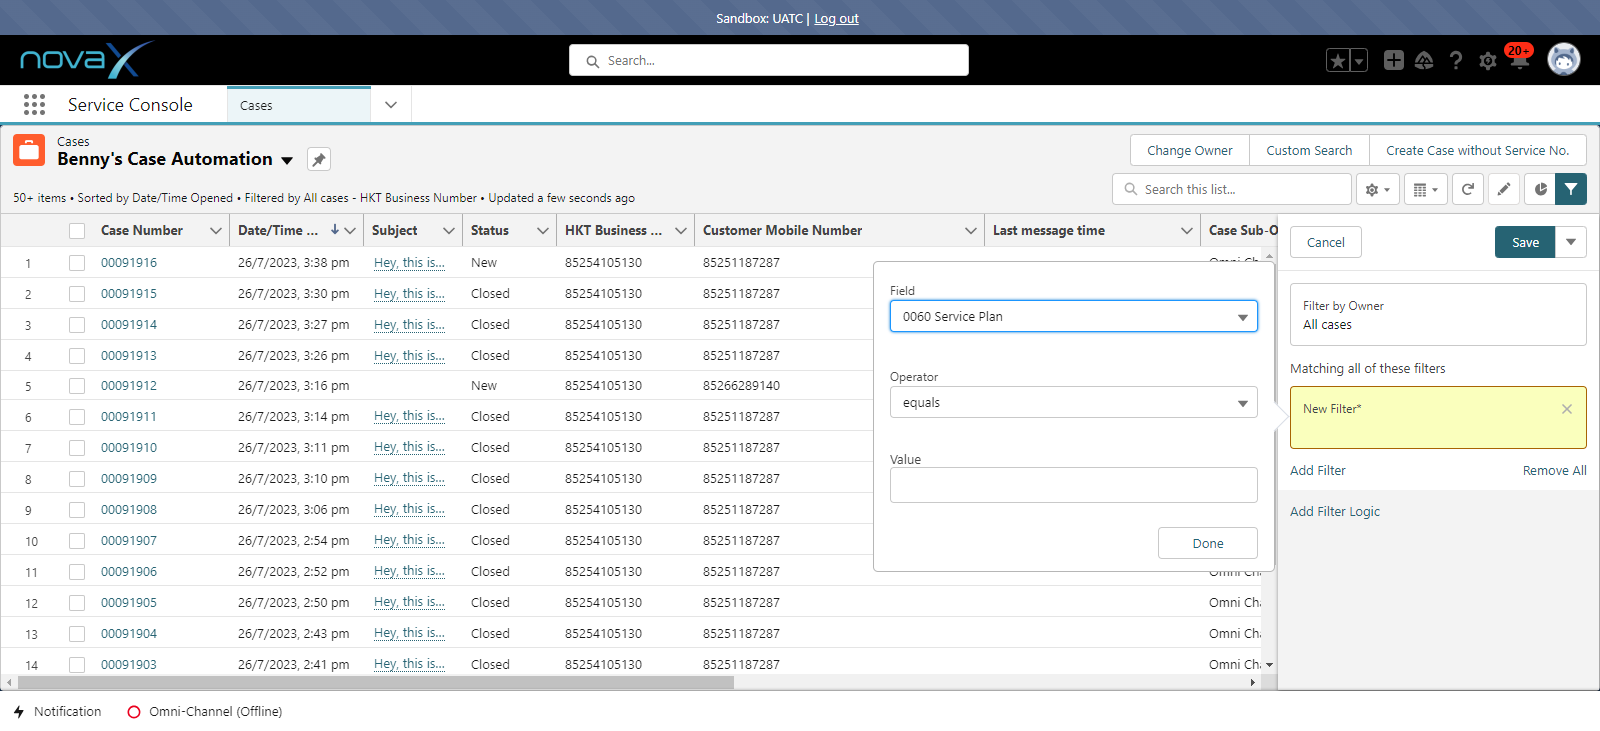 Sandbox: UATC | Log out
novaX
Search...
20+
Service Console
Cases
Cases
Benny's Case Automation
Change Owner
Custom Search
Create Case without Service No.
50+ items • Sorted by Date/Time Opened • Filtered by All cases - HKT Business Number • Updated a few seconds ago
Search this list...
Case Number Date/Time ... Subject Status HKT Business ... Customer Mobile Number Last message time Case Sub-O
1 00091916 26/7/2023, 3:38 pm Hey, this is... New 85254105130 85251187287
2 00091915 26/7/2023, 3:30 pm Hey, this is... Closed 85254105130 85251187287
3 00091914 26/7/2023, 3:27 pm Hey, this is... Closed 85254105130 85251187287
4 00091913 26/7/2023, 3:26 pm Hey, this is... Closed 85254105130 85251187287
5 00091912 26/7/2023, 3:16 pm New 85254105130 85266289140
6 00091911 26/7/2023, 3:14 pm Hey, this is... Closed 85254105130 85251187287
7 00091910 26/7/2023, 3:11 pm Hey, this is... Closed 85254105130 85251187287
8 00091909 26/7/2023, 3:10 pm Hey, this is... Closed 85254105130 85251187287
9 00091908 26/7/2023, 3:06 pm Hey, this is... Closed 85254105130 85251187287
10 00091907 26/7/2023, 2:54 pm Hey, this is... Closed 85254105130 85251187287
11 00091906 26/7/2023, 2:52 pm Hey, this is... Closed 85254105130 85251187287
12 00091905 26/7/2023, 2:50 pm Hey, this is... Closed 85254105130 85251187287 Omni Cha
13 00091904 26/7/2023, 2:43 pm Hey, this is... Closed 85254105130 85251187287 Omni Cha
14 00091903 26/7/2023, 2:41 pm Hey, this is... Closed 85254105130 85251187287 Omni Cha
Field
0060 Service Plan
Operator
equals
Value
Done
Cancel
Save
Filter by Owner
All cases
Matching all of these filters
New Filter*
Add Filter
Remove All
Add Filter Logic
Notification
Omni-Channel (Offline)